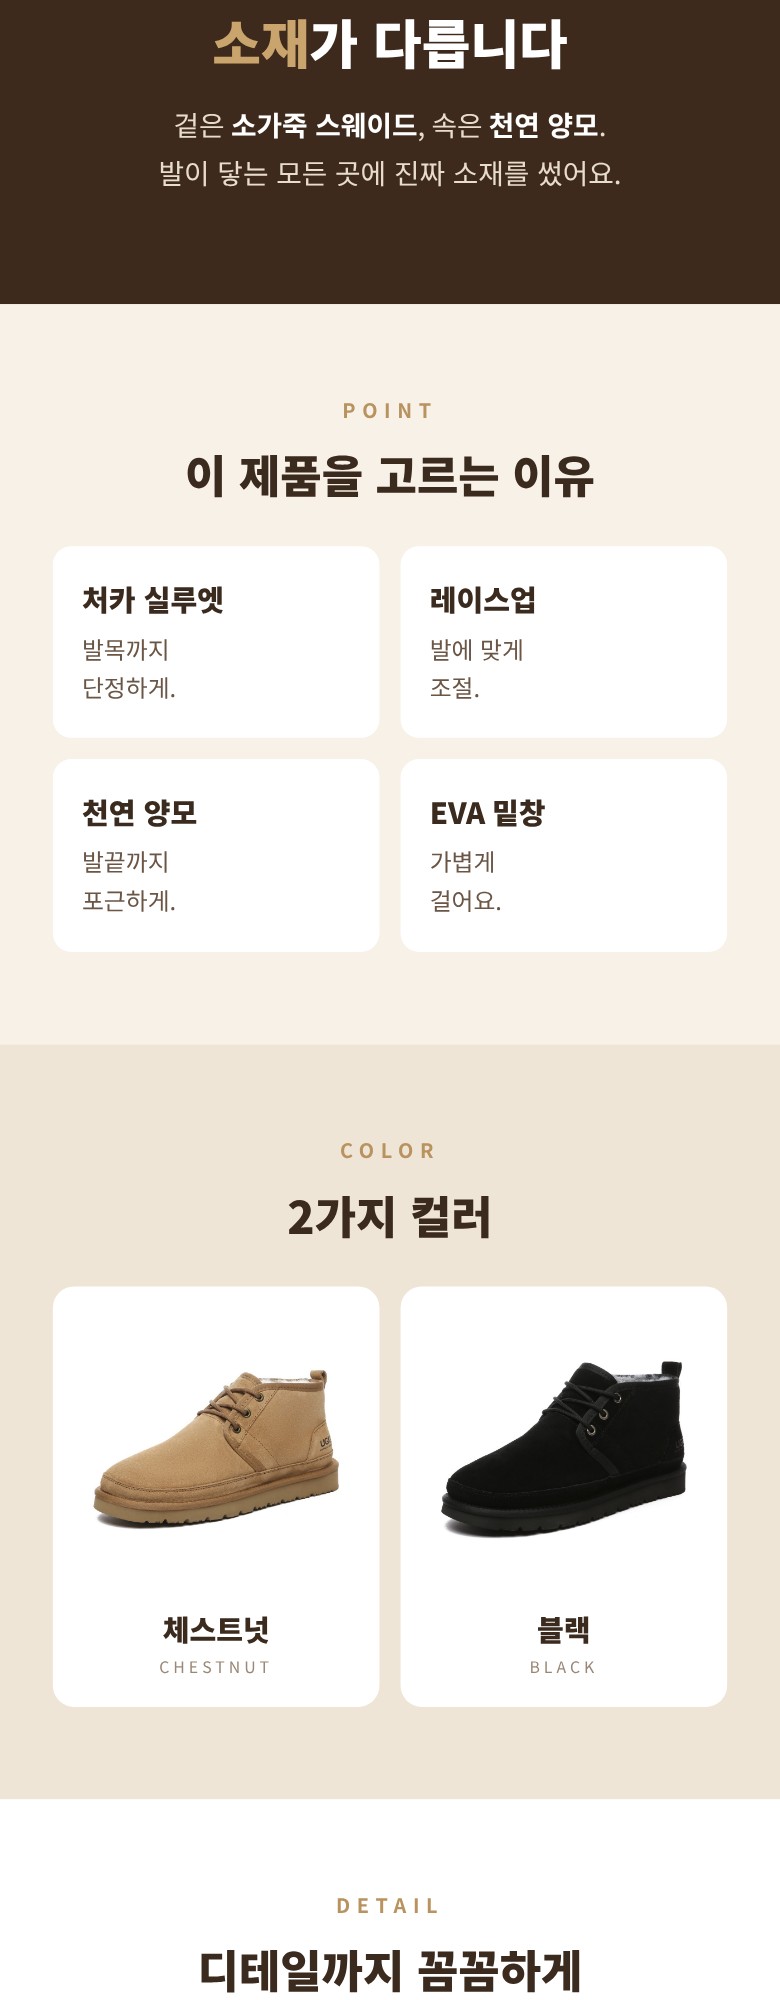 소재가 다릅니다
겉은 소가죽 스웨이드, 속은 천연 양모.
발이 닿는 모든 곳에 진짜 소재를 썼어요.
POINT
이 제품을 고르는 이유
처카 실루엣
발목까지
단정하게.
레이스업
발에 맞게
조절.
천연 양모
발끝까지
포근하게.
EVA 밑창
가볍게
걸어요.
COLOR
2가지 컬러
체스트넛
CHESTNUT
블랙
BLACK
DETAIL
디테일까지 꼼꼼하게